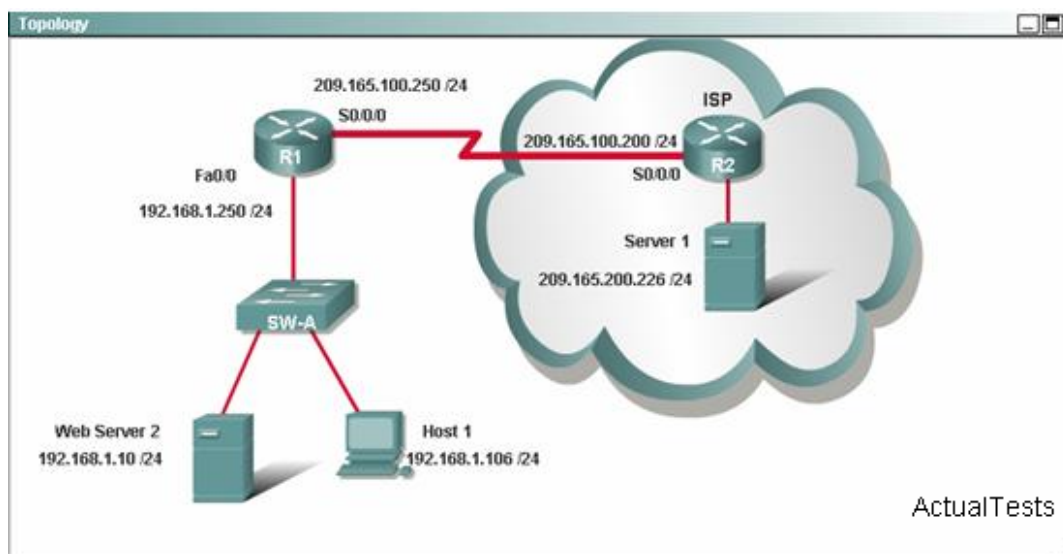 Topology
209.165.100.250 /24
S0/0/0
R1
Fa0/0
192.168.1.250 /24
ISP
209.165.100.200 /24
R2
S0/0/0
Server 1
209.165.200.226 /24
SW-A
Web Server 2
192.168.1.10 /24
Host 1
192.168.1.106 /24
ActualTests